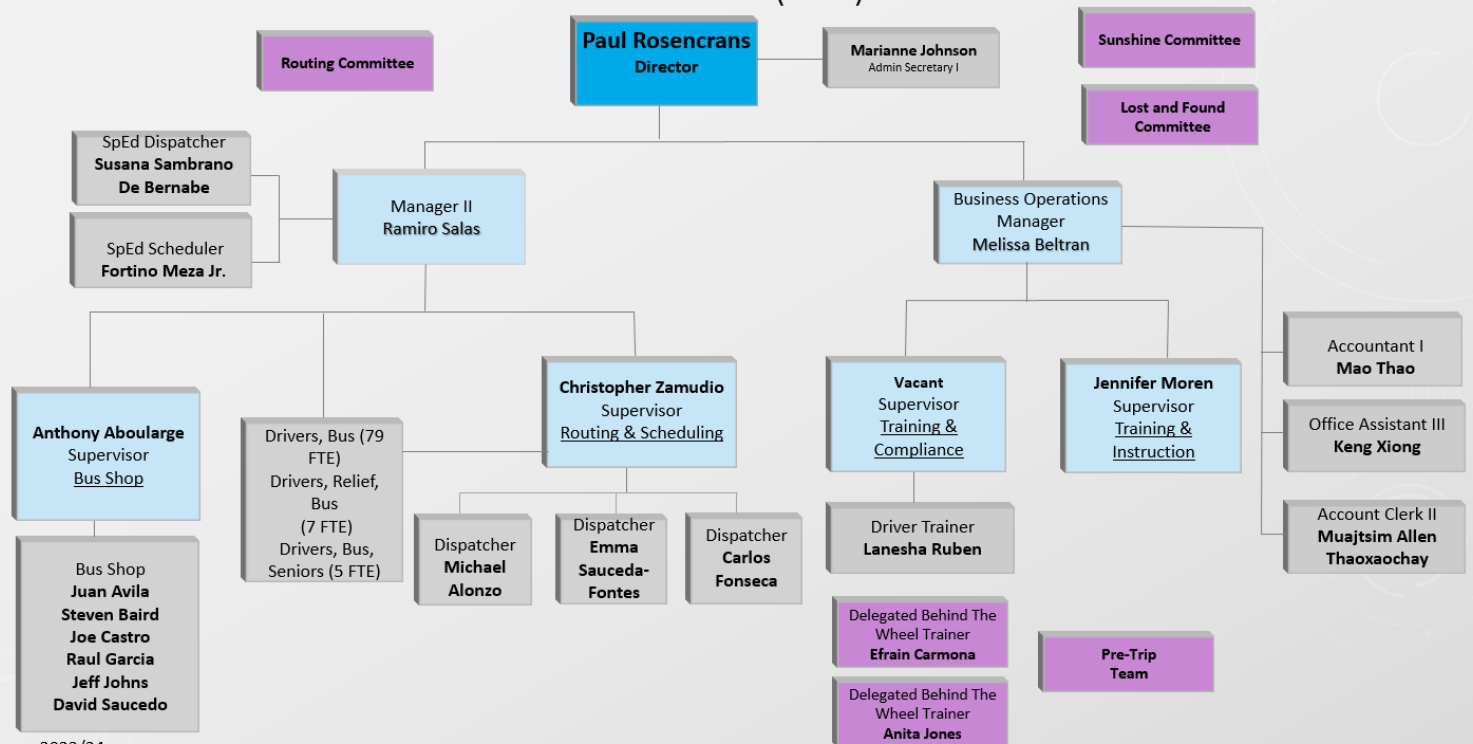 Routing Committee
Paul Rosencrans
Director
Marianne Johnson
Admin Secretary I
Sunshine Committee
Lost and Found
Committee
SpEd Dispatcher
Susana Sambrano
De Bernabe
SpEd Scheduler
Fortino Meza Jr.
Manager II
Ramiro Salas
Business Operations
Manager
Melissa Beltran
Anthony Aboularge
Supervisor
Bus Shop
Drivers, Bus (79
FTE)
Drivers, Relief,
Bus
(7 FTE)
Drivers, Bus,
Seniors (5 FTE)
Christopher Zamudio
Supervisor
Routing & Scheduling
Vacant
Supervisor
Training &
Compliance
Jennifer Moren
Supervisor
Training &
Instruction
Accountant I
Mao Thao
Office Assistant III
Keng Xiong
Account Clerk II
Muajtsim Allen
Thaoxaochay
Bus Shop
Juan Avila
Steven Baird
Joe Castro
Raul Garcia
Jeff Johns
David Saucedo
Dispatcher
Michael
Alonzo
Dispatcher
Emma
Sauceda-
Fontes
Dispatcher
Carlos
Fonseca
Driver Trainer
Lanesha Ruben
Delegated Behind The
Wheel Trainer
Efrain Carmona
Pre-Trip
Team
Delegated Behind The
Wheel Trainer
Anita Jones